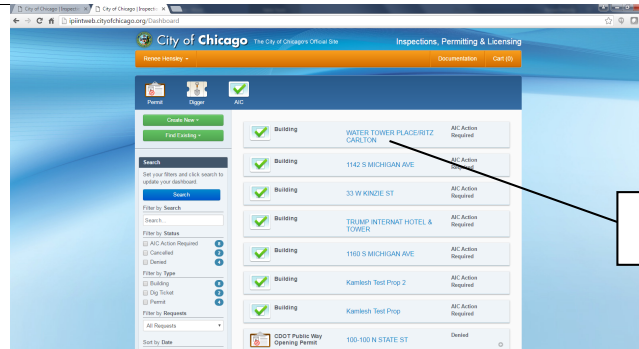 City of Chicago | Inspecti
City of Chicago | Inspecti
ipiintweb.cityofchicago.org/Dashboard
City of Chicago The City of Chicago's Official Site
Inspections, Permitting & Licensing
Renee Hensley
Documentation Cart (0)
Permit Digger AIC
Create New
Find Existing
Search
Set your filters and click search to
update your dashboard.
Search
Filter by Search
Search...
Filter by Status
AIC Action Required 6
Cancelled
Denied 4
Filter by Type
Building 8
Dig Ticket
Permit 4
Filter by Requests
All Requests
Sort by Date
Building WATER TOWER PLACE/RITZ CARLTON AIC Action Required
Building 1142 S MICHIGAN AVE AIC Action Required
Building 33 W KINZIE ST AIC Action Required
Building TRUMP INTERNAT HOTEL & TOWER AIC Action Required
Building 1160 S MICHIGAN AVE AIC Action Required
Building Kamlesh Test Prop 2 AIC Action Required
Building Kamlesh Test Prop AIC Action Required
CDOT Public Way Opening Permit 100-100 N STATE ST Denied